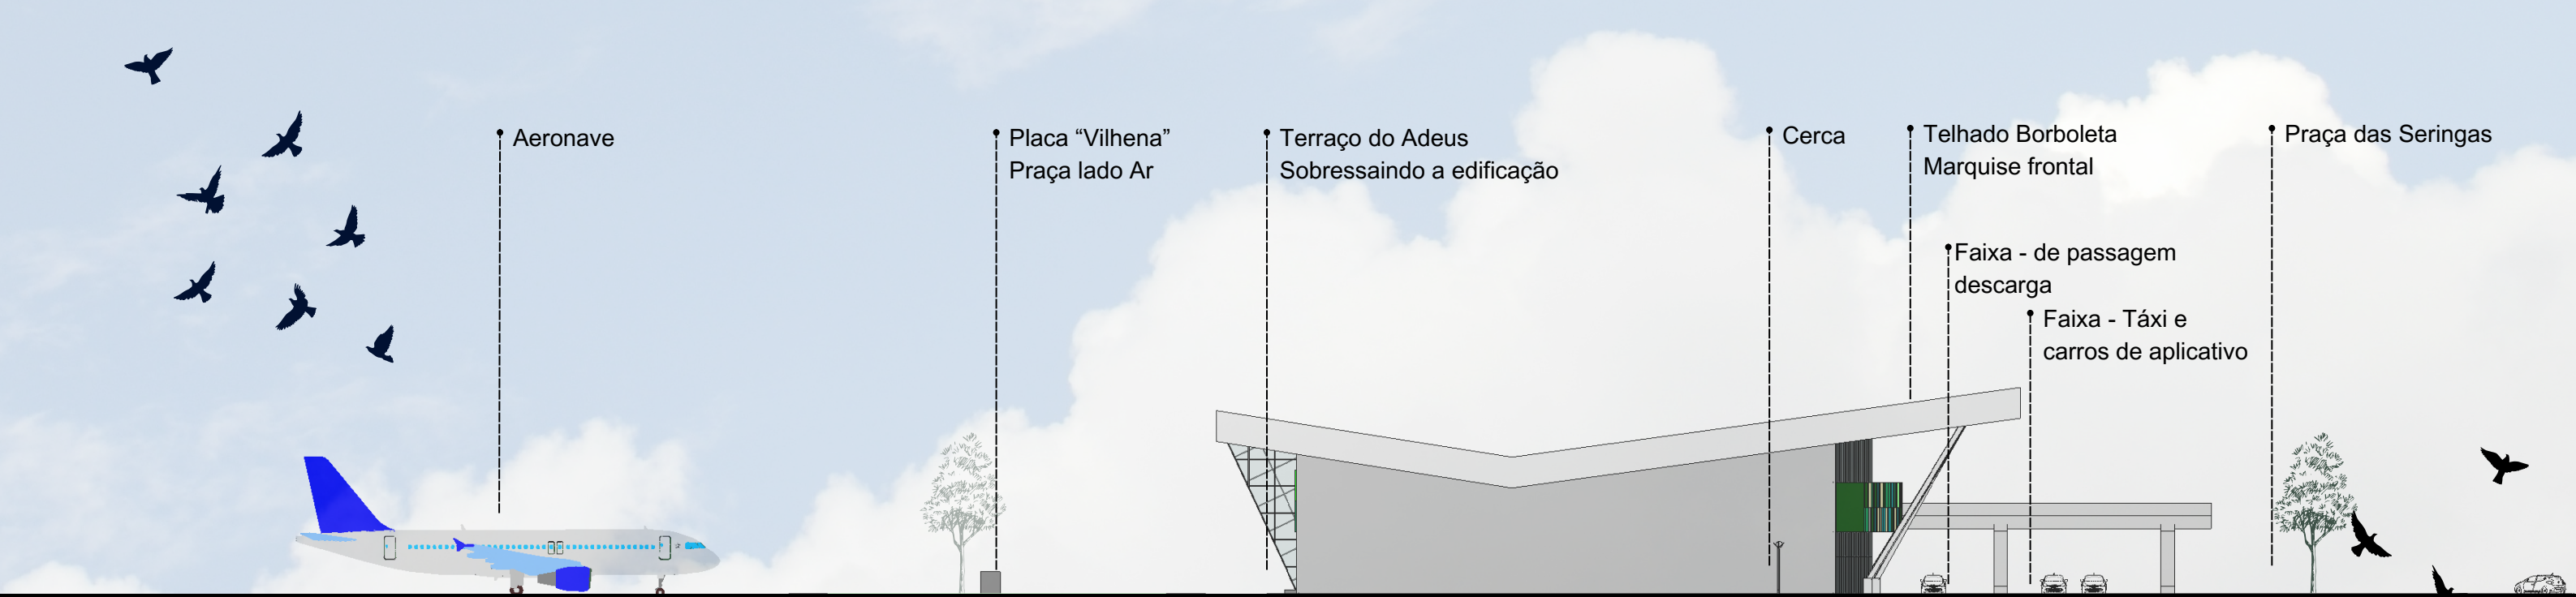 Aeronave
Placa “Vilhena”
Praça lado Ar
Terraço do Adeus
Sobressaindo a edificação
Cerca
Telhado Borboleta
Marquise frontal
Faixa - de passagem
descarga
Faixa - Táxi e
carros de aplicativo
Praça das Seringas